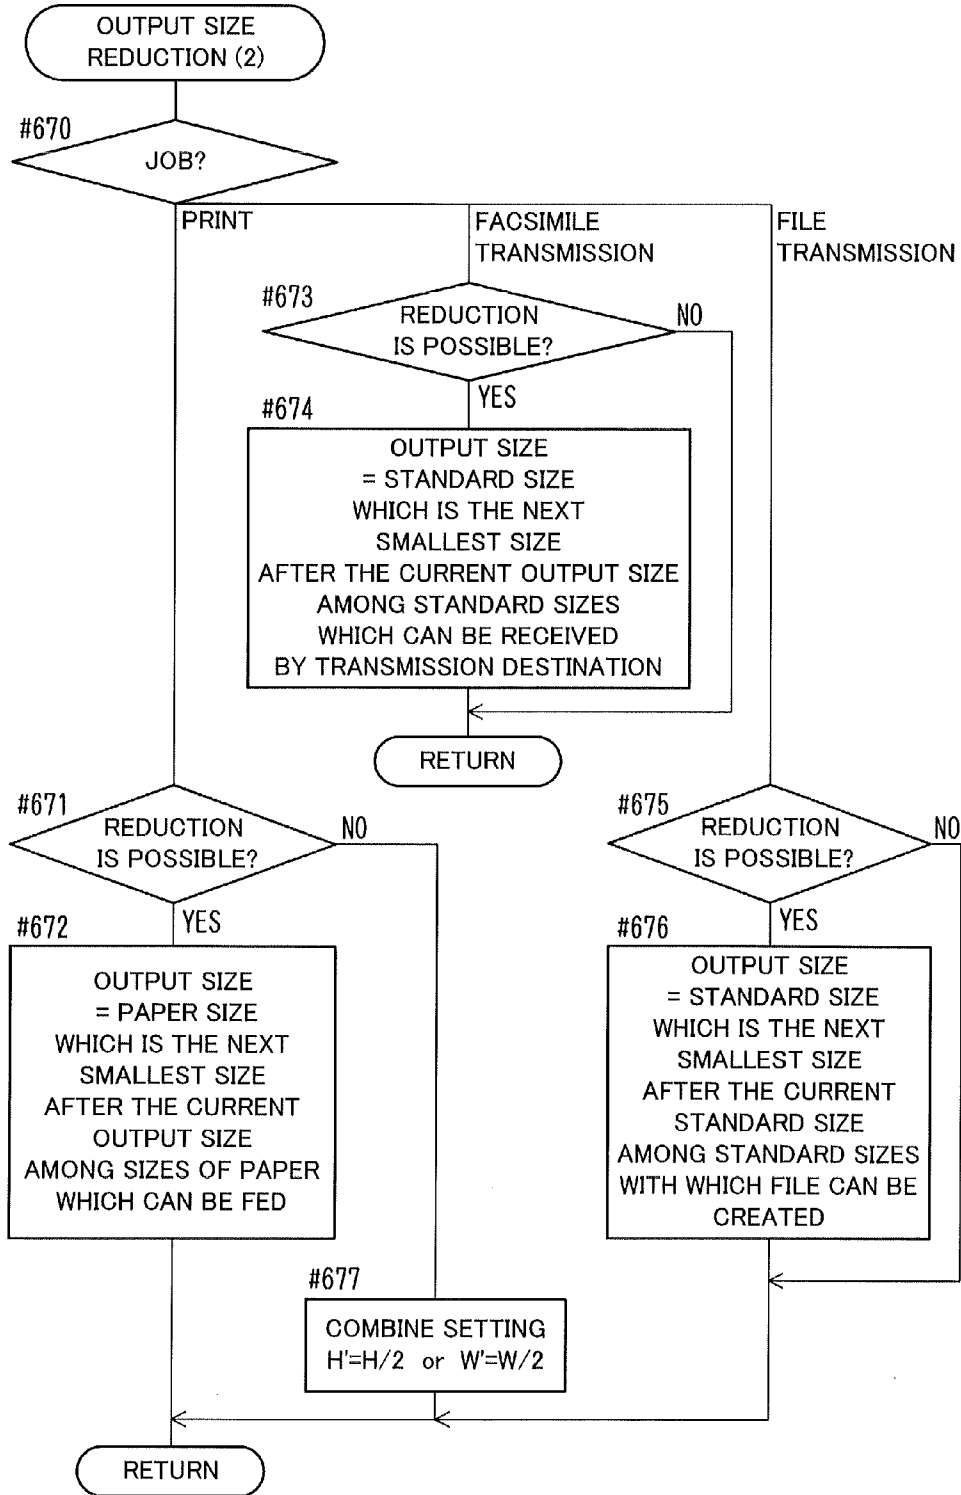 OUTPUT SIZE
REDUCTION (2)
#670
JOB?
PRINT
FACSIMILE
TRANSMISSION
FILE
TRANSMISSION
#673
REDUCTION
IS POSSIBLE?
NO
YES
#674
OUTPUT SIZE
= STANDARD SIZE
WHICH IS THE NEXT
SMALLEST SIZE
AFTER THE CURRENT OUTPUT SIZE
AMONG STANDARD SIZES
WHICH CAN BE RECEIVED
BY TRANSMISSION DESTINATION
RETURN
#671
REDUCTION
IS POSSIBLE?
NO
YES
#672
OUTPUT SIZE
= PAPER SIZE
WHICH IS THE NEXT
SMALLEST SIZE
AFTER THE CURRENT
OUTPUT SIZE
AMONG SIZES OF PAPER
WHICH CAN BE FED
#675
REDUCTION
IS POSSIBLE?
NO
YES
#676
OUTPUT SIZE
= STANDARD SIZE
WHICH IS THE NEXT
SMALLEST SIZE
AFTER THE CURRENT
STANDARD SIZE
AMONG STANDARD SIZES
WITH WHICH FILE CAN BE
CREATED
#677
COMBINE SETTING
H'=H/2 or W'=W/2
RETURN